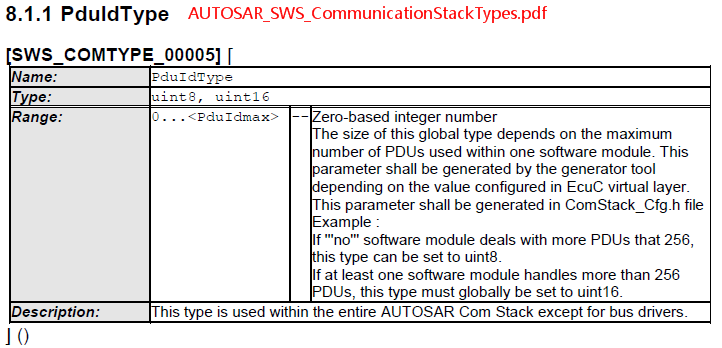 8.1.1 PduIdType AUTOSAR_SWS_CommunicationStackTypes.pdf
[SWS_COMTYPE_00005] ⌈
Name: PduIdType
Type: uint8, uint16
Range: 0...<PduIdmax> -- Zero-based integer number
The size of this global type depends on the maximum
number of PDUs used within one software module. This
parameter shall be generated by the generator tool
depending on the value configured in EcuC virtual layer.
This parameter shall be generated in ComStack_Cfg.h file
Example :
If '"no"' software module deals with more PDUs that 256,
this type can be set to uint8.
If at least one software module handles more than 256
PDUs, this type must globally be set to uint16.
Description: This type is used within the entire AUTOSAR Com Stack except for bus drivers.
⌋ ()